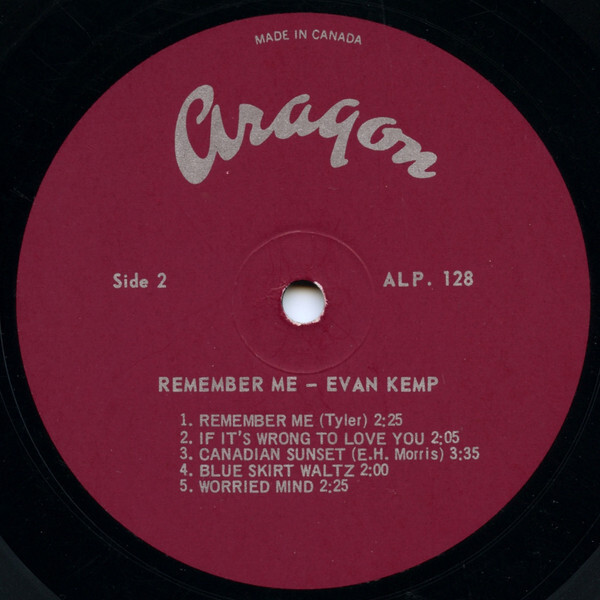 MADE IN CANADA
Aragon
Side 2
ALP. 128
REMEMBER ME – EVAN KEMP
1. REMEMBER ME (Tyler) 2:25
2. IF IT'S WRONG TO LOVE YOU 2:05
3. CANADIAN SUNSET (E.H. Morris) 3:35
4. BLUE SKIRT WALTZ 2:00
5. WORRIED MIND 2:25